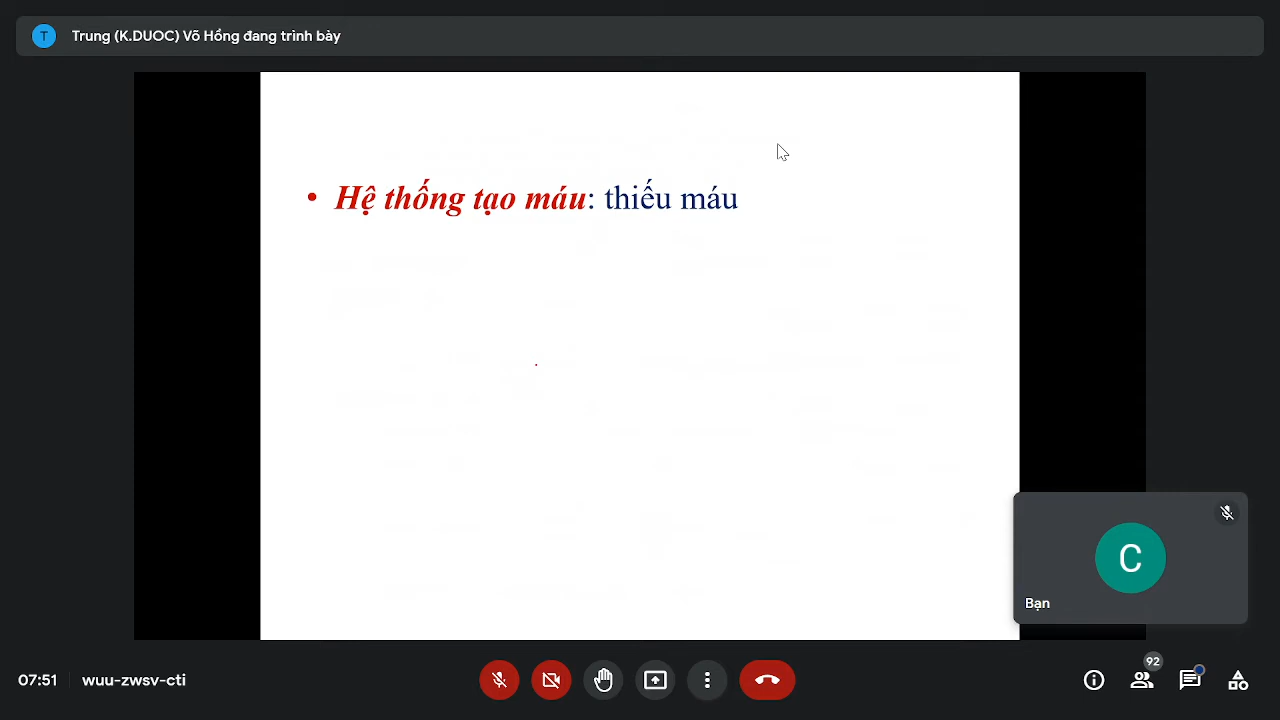 T
Trung (K.DUOC) Võ Hồng đang trình bày
• Hệ thống tạo máu: thiếu máu
C
Bạn
07:51 | wuu-zwsv-cti
92